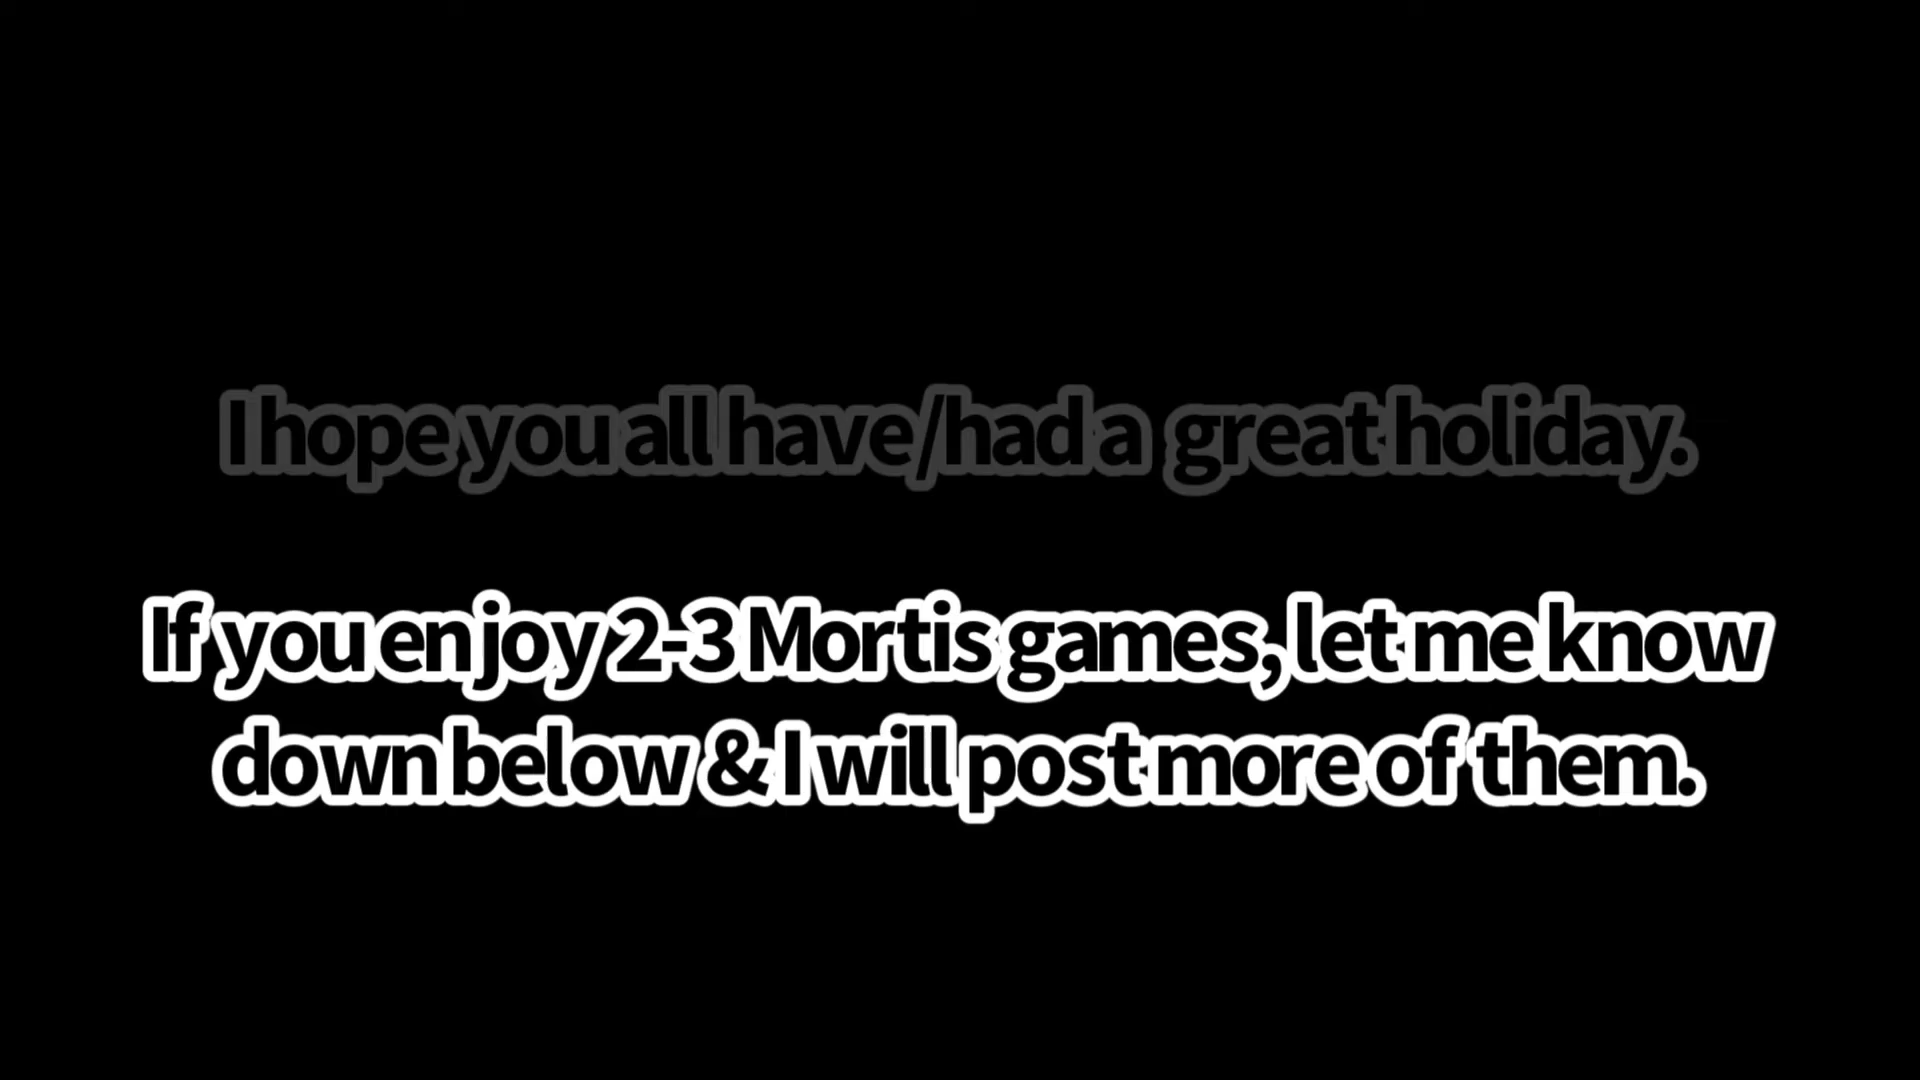 I hope you all have/had a great holiday.
If you enjoy 2-3 Mortis games, let me know
down below & I will post more of them.